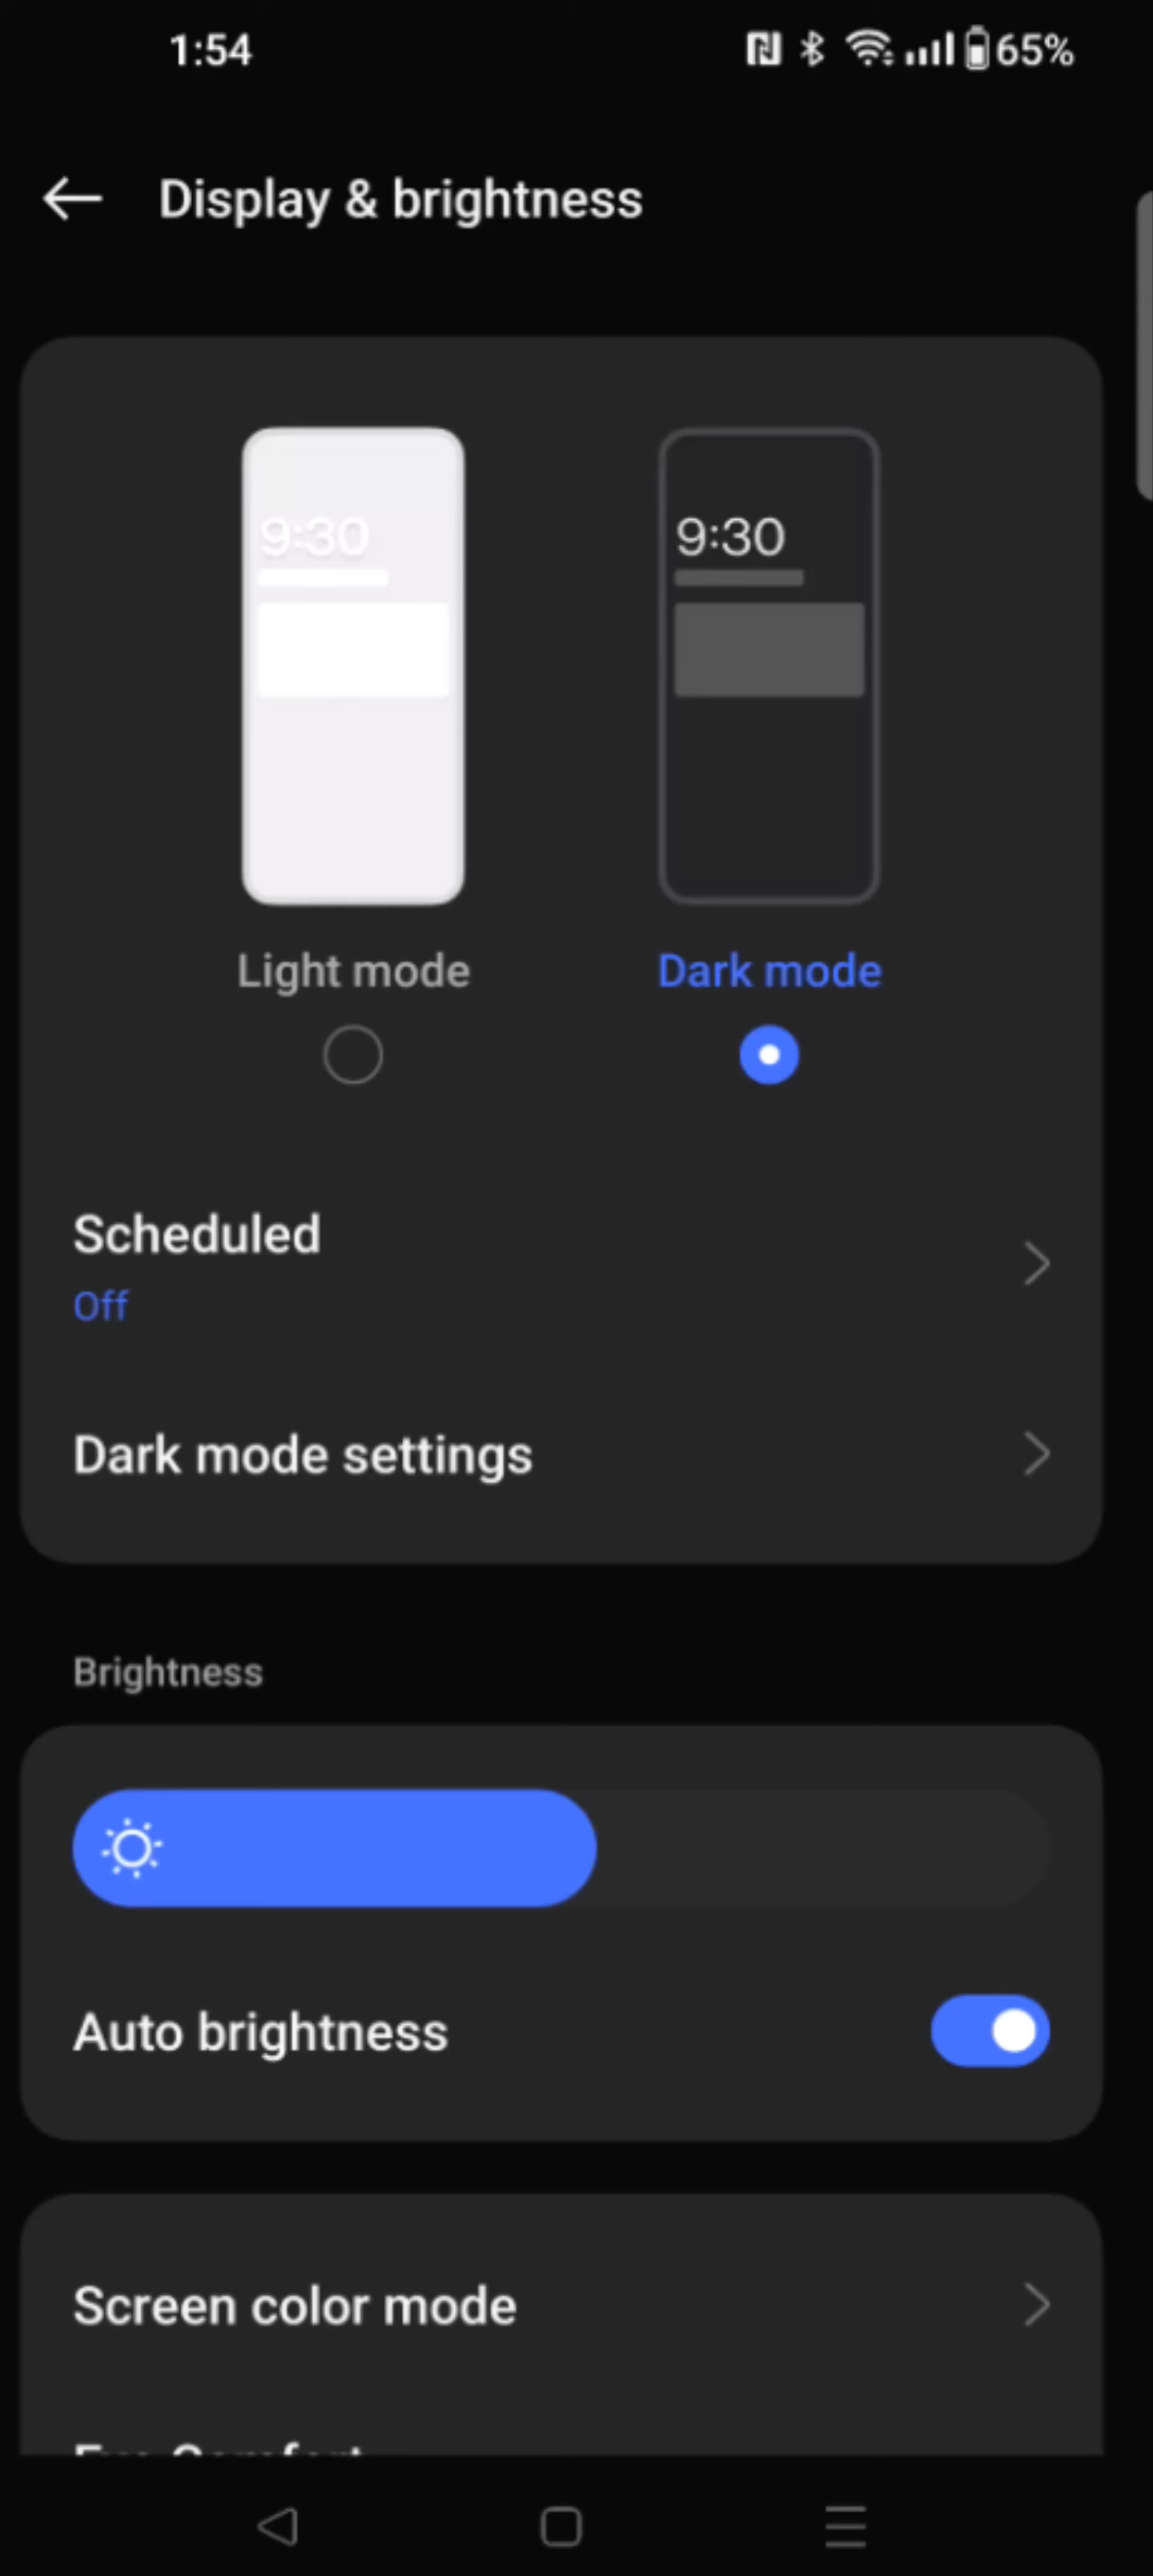 1:54 65%
Display & brightness
9:30 9:30
Light mode Dark mode
Scheduled
Off
Dark mode settings
Brightness
Auto brightness
Screen color mode